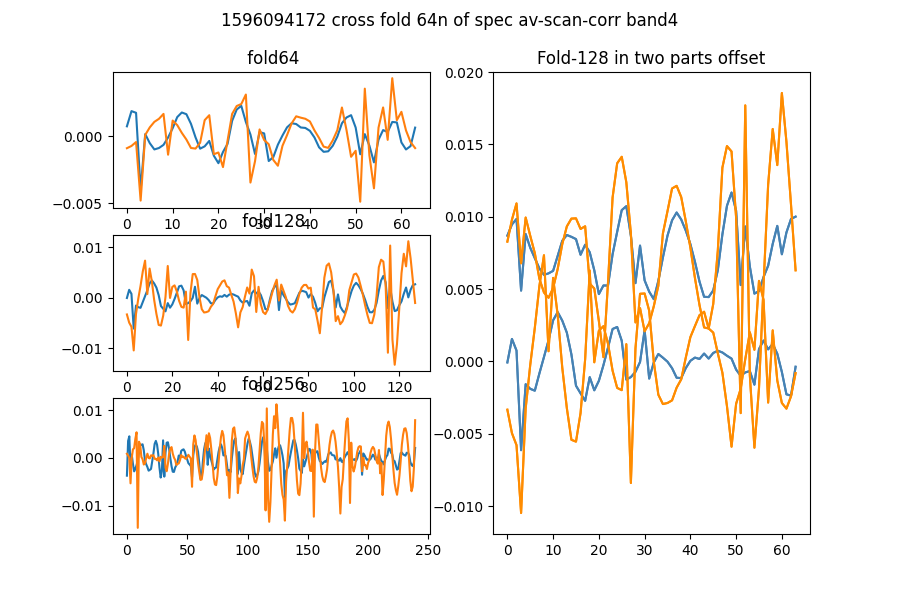 1596094172 cross fold 64n of spec av-scan-corr band4
fold64
0.000
−0.005
0 10 20 30 40 50 60
fold128
0.01
0.00
−0.01
0 20 40 60 80 100 120
fold256
0.01
0.00
−0.01
0 50 100 150 200 250
Fold-128 in two parts offset
0.020
0.015
0.010
0.005
0.000
−0.005
−0.010
0 10 20 30 40 50 60